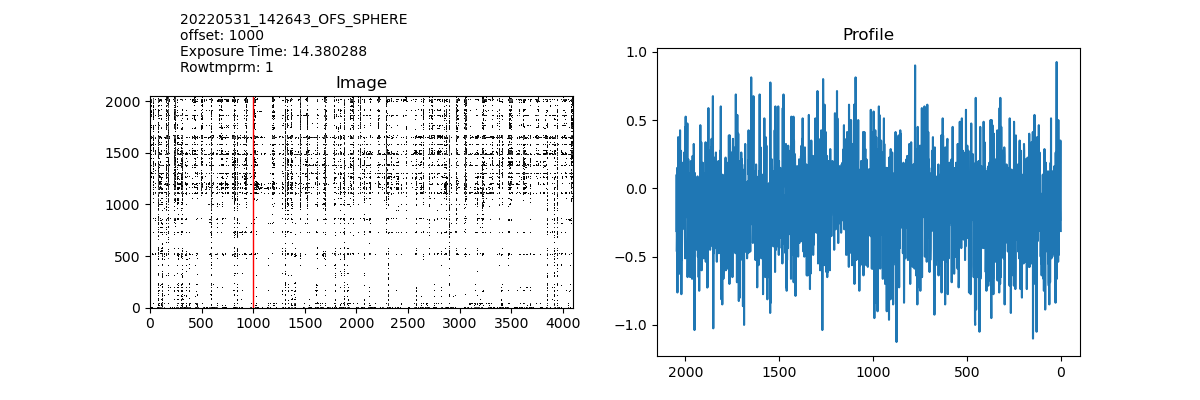 20220531_142643_OFS_SPHERE
offset: 1000
Exposure Time: 14.380288
Rowtmprm: 1
Image
2000
1500
1000
500
0
0 500 1000 1500 2000 2500 3000 3500 4000
Profile
1.0
0.5
0.0
−0.5
−1.0
2000 1500 1000 500 0